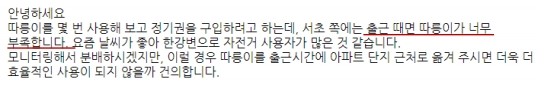 안녕하세요
따릉이를 몇 번 사용해 보고 정기권을 구입하려고 하는데, 서초 쪽에는 출근 때면 따릉이가 너무
부족합니다. 요즘 날씨가 좋아 한강변으로 자전거 사용자가 많은 것 같습니다.
모니터링해서 분배하시겠지만, 이럴 경우 따릉이를 출근시간에 아파트 단지 근처로 옮겨 주시면 더욱 더
효율적인 사용이 되지 않을까 건의합니다.